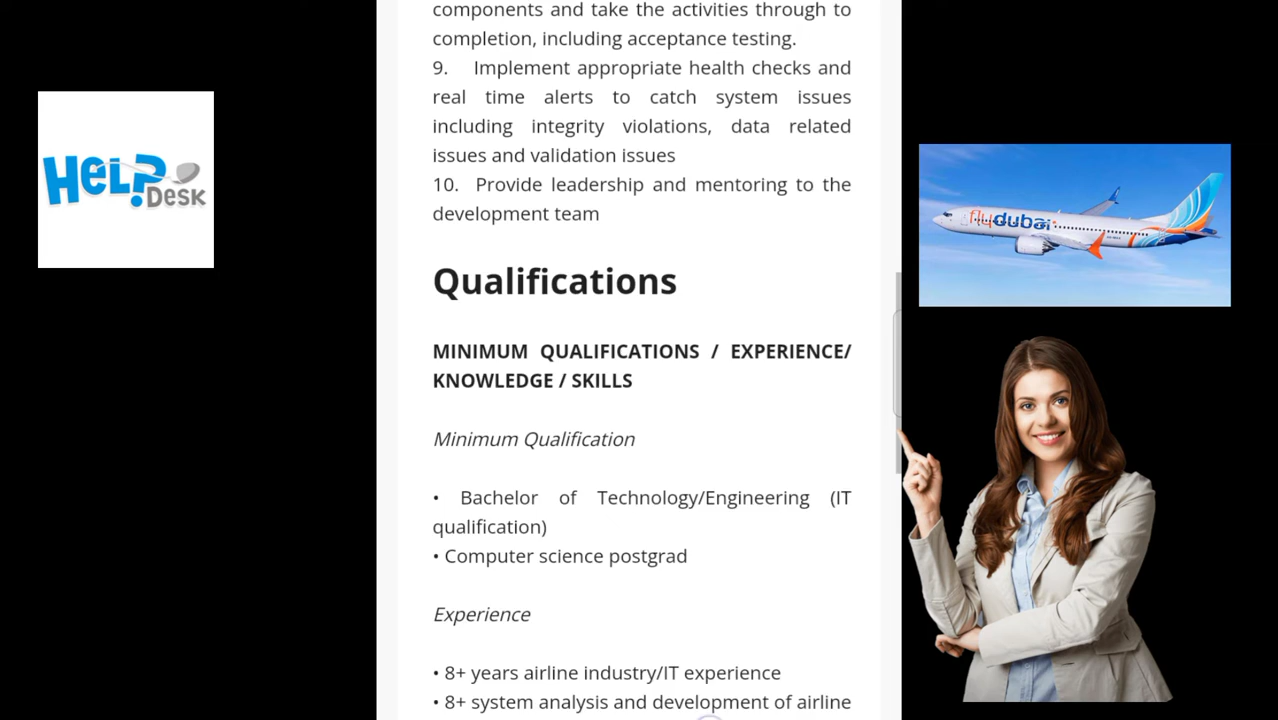 HELP?
Desk
components and take the activities through to
completion, including acceptance testing.
9. Implement appropriate health checks and
real time alerts to catch system issues
including integrity violations, data related
issues and validation issues
10. Provide leadership and mentoring to the
development team
Qualifications
MINIMUM QUALIFICATIONS / EXPERIENCE/
KNOWLEDGE / SKILLS
Minimum Qualification
• Bachelor of Technology/Engineering (IT
qualification)
• Computer science postgrad
Experience
• 8+ years airline industry/IT experience
• 8+ system analysis and development of airline
flydubai